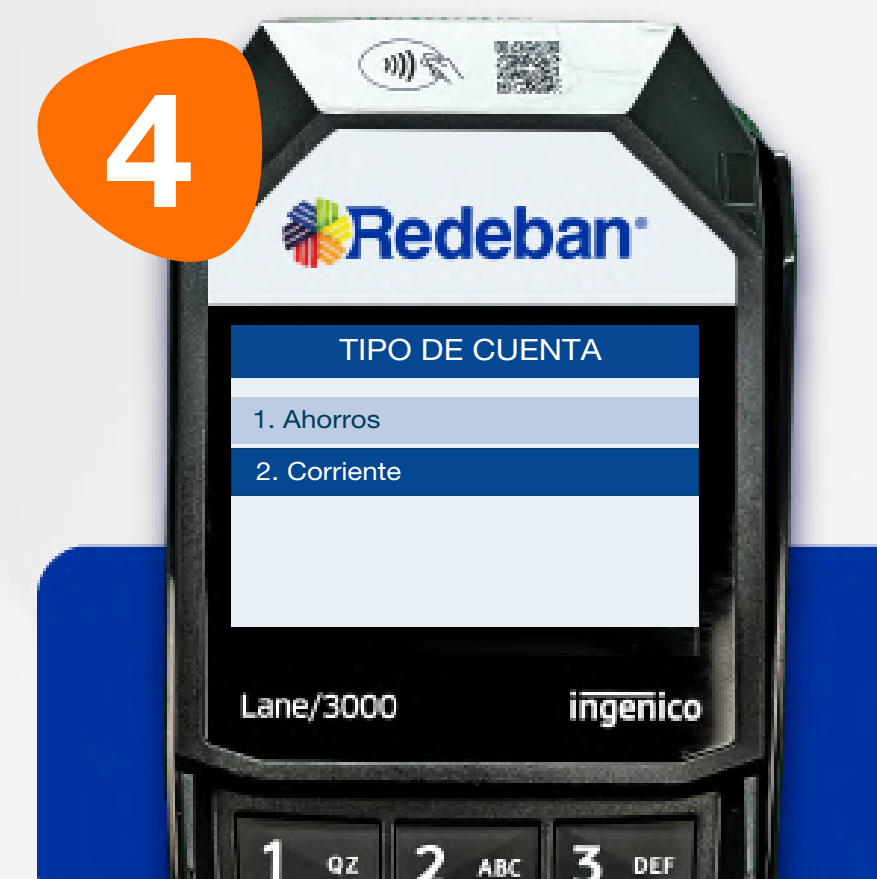 4
Redeban
TIPO DE CUENTA
1. Ahorros
2. Corriente
Lane/3000
ingenico
1 QZ 2 ABC 3 DEF